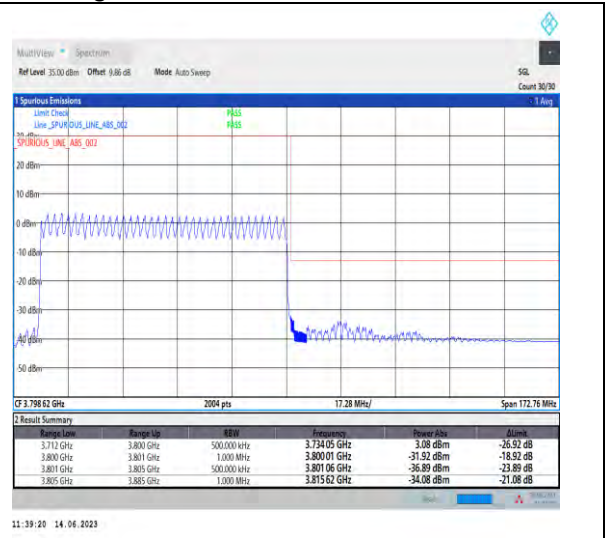 MultiView Spectrum
Ref Level 35.00 dBm Offset 9.86 dB Mode Auto Sweep SGL
Count 30/30
1 Spurious Emissions 1 Avg
Limit Check PASS
Line _SPURIOUS_LINE_ABS_002 PASS
30 dBm
_SPURIOUS_LINE_ABS_002
20 dBm
10 dBm
0 dBm
-10 dBm
-20 dBm
-30 dBm
-40 dBm
-50 dBm
CF 3.798 62 GHz 2004 pts 17.28 MHz/ Span 172.76 MHz
2 Result Summary
Range Low Range Up RBW Frequency Power Abs ΔLimit
3.712 GHz 3.800 GHz 500.000 kHz 3.734 05 GHz 3.08 dBm -26.92 dB
3.800 GHz 3.801 GHz 1.000 MHz 3.800 01 GHz -31.92 dBm -18.92 dB
3.801 GHz 3.805 GHz 500.000 kHz 3.801 06 GHz -36.89 dBm -23.89 dB
3.805 GHz 3.885 GHz 1.000 MHz 3.815 62 GHz -34.08 dBm -21.08 dB
11:39:20 14.06.2023